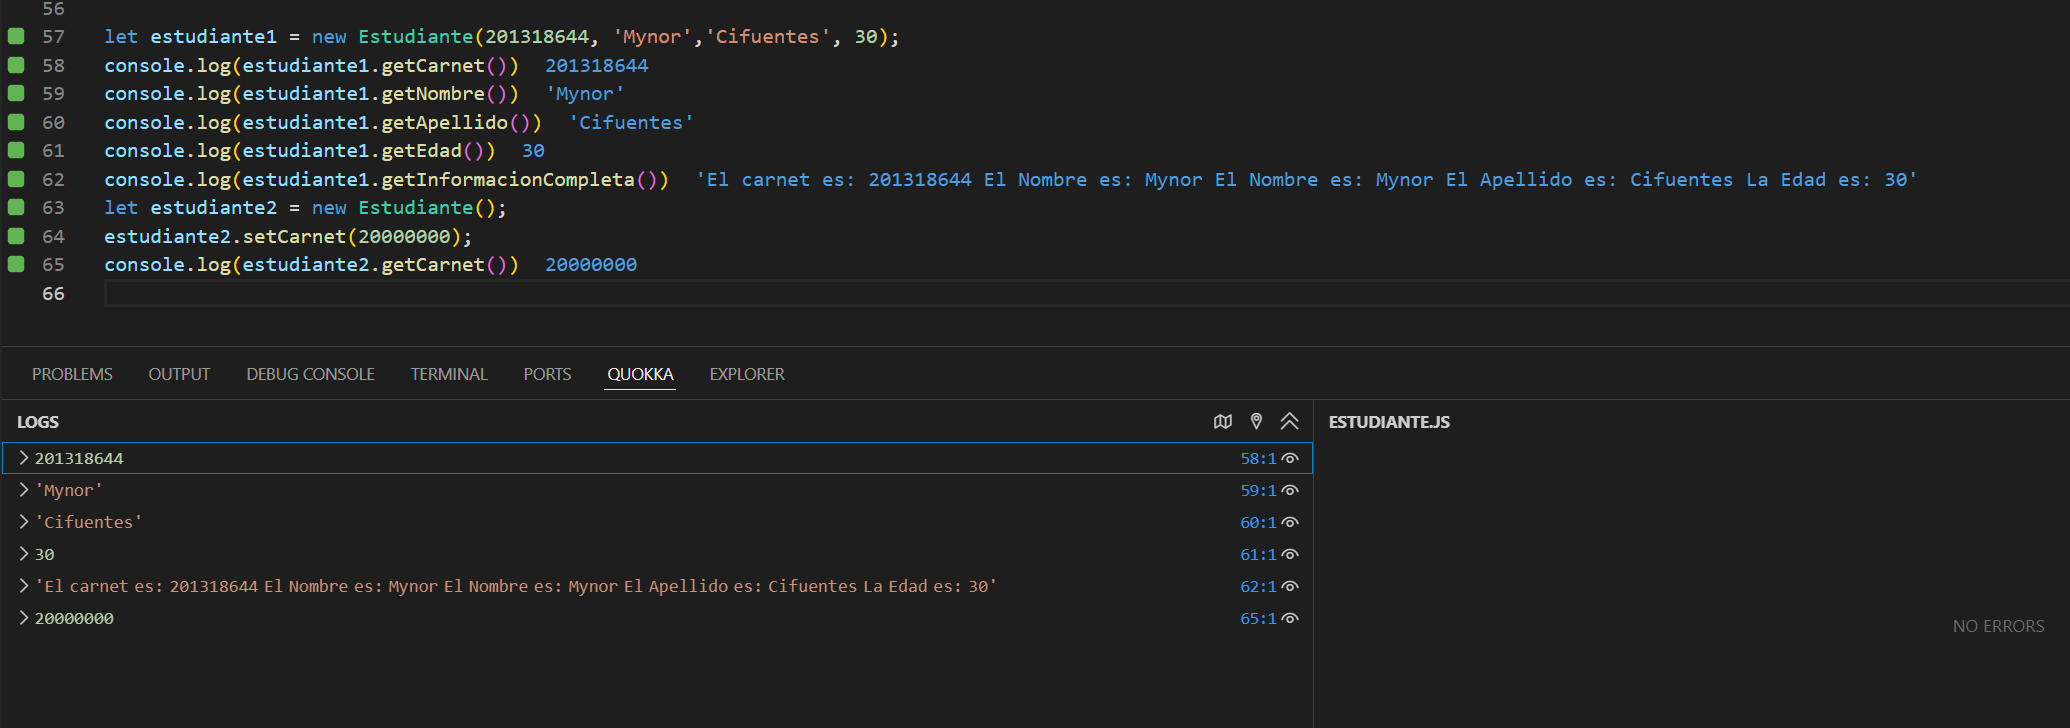 56
57 let estudiante1 = new Estudiante(201318644, 'Mynor','Cifuentes', 30);
58 console.log(estudiante1.getCarnet()) 201318644
59 console.log(estudiante1.getNombre()) 'Mynor'
60 console.log(estudiante1.getApellido()) 'Cifuentes'
61 console.log(estudiante1.getEdad()) 30
62 console.log(estudiante1.getInformacionCompleta()) 'El carnet es: 201318644 El Nombre es: Mynor El Nombre es: Mynor El Apellido es: Cifuentes La Edad es: 30'
63 let estudiante2 = new Estudiante();
64 estudiante2.setCarnet(20000000);
65 console.log(estudiante2.getCarnet()) 20000000
66
PROBLEMS OUTPUT DEBUG CONSOLE TERMINAL PORTS QUOKKA EXPLORER
LOGS
201318644 58:1
'Mynor' 59:1
'Cifuentes' 60:1
30 61:1
'El carnet es: 201318644 El Nombre es: Mynor El Nombre es: Mynor El Apellido es: Cifuentes La Edad es: 30' 62:1
20000000 65:1
ESTUDIANTE.JS
NO ERRORS